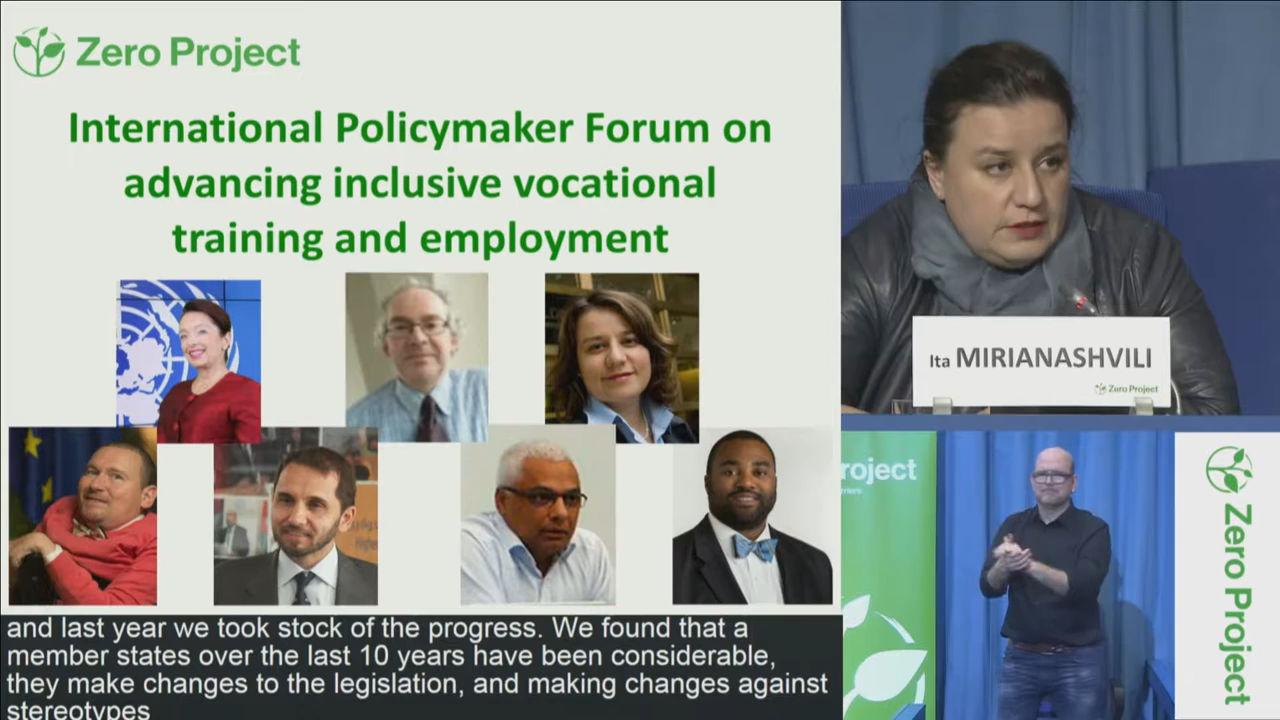 Zero Project
International Policymaker Forum on
advancing inclusive vocational
training and employment
and last year we took stock of the progress. We found that a
member states over the last 10 years have been considerable,
they make changes to the legislation, and making changes against
stereotypes
Ita MIRIANASHVILI
Zero Project
roject
Zero Project